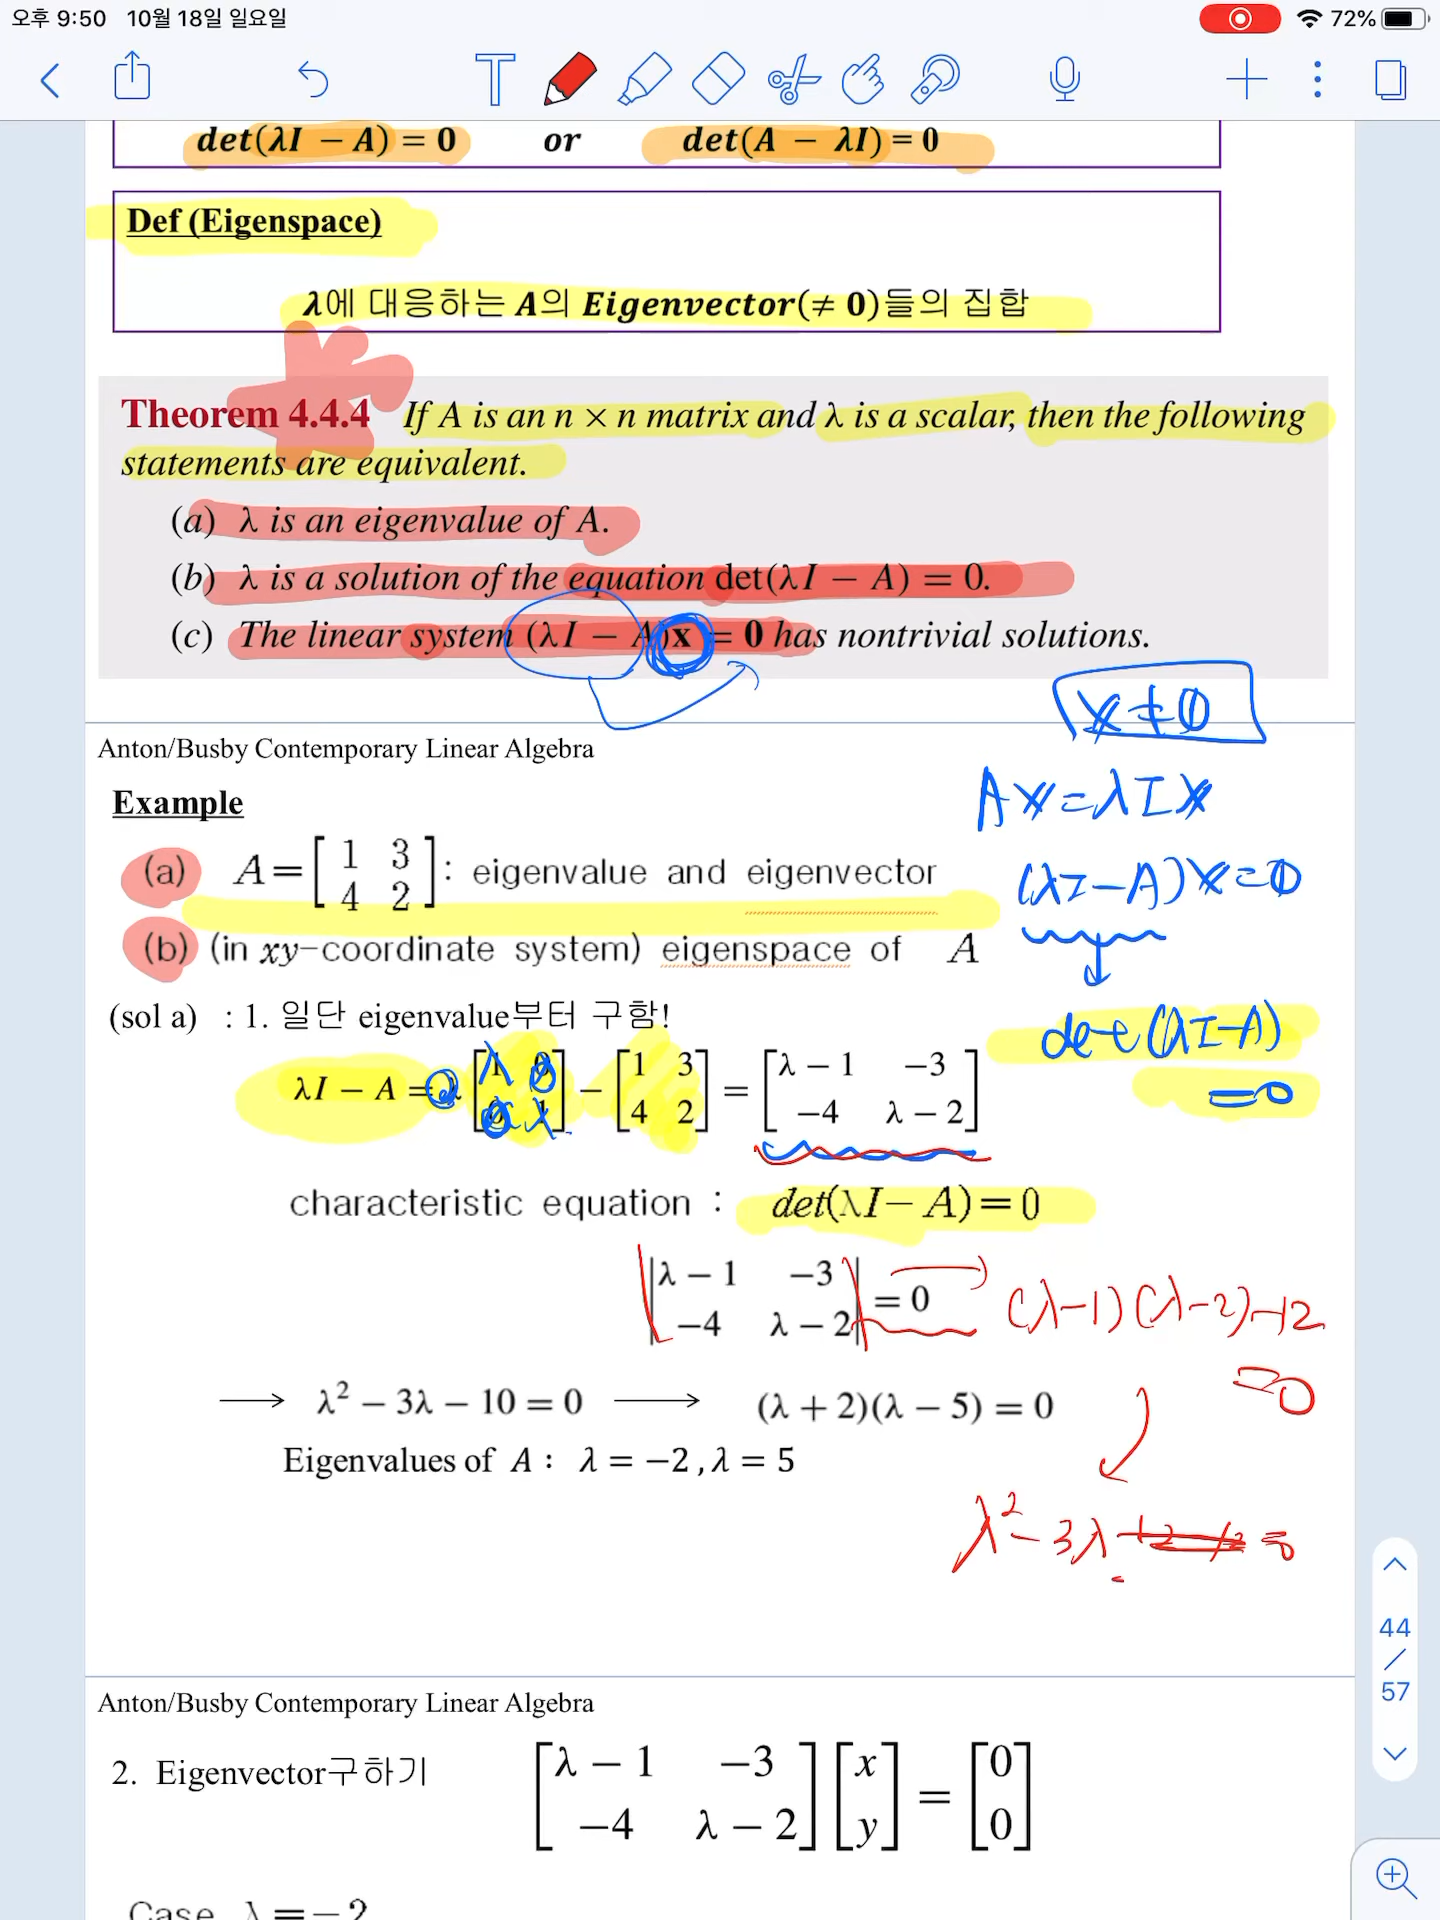 오후 9:50 10월 18일 일요일 72%
det(λI − A) = 0 or det(A − λI) = 0
Def (Eigenspace)
λ에 대응하는 A의 Eigenvector(≠ 0)들의 집합
Theorem 4.4.4 If A is an n × n matrix and λ is a scalar, then the following
statements are equivalent.
(a) λ is an eigenvalue of A.
(b) λ is a solution of the equation det(λI − A) = 0.
(c) The linear system (λI − A)x = 0 has nontrivial solutions.
x ≠ 0
Anton/Busby Contemporary Linear Algebra
Ax = λIx
Example
(a) A = [1 3
4 2] : eigenvalue and eigenvector
(λI − A)x = 0
(b) (in xy-coordinate system) eigenspace of A
(sol a) : 1. 일단 eigenvalue부터 구함!
det(λI − A)
= 0
λI − A = λ [1 0
0 1] − [1 3
4 2] = [λ − 1 −3
−4 λ − 2]
λ 0
0 λ
characteristic equation : det(λI − A) = 0
|λ − 1 −3
−4 λ − 2| = 0
(λ−1)(λ−2)−12
=0
→ λ² − 3λ − 10 = 0 → (λ + 2)(λ − 5) = 0
Eigenvalues of A : λ = −2 , λ = 5
λ² − 3λ = 0
44
/
57
Anton/Busby Contemporary Linear Algebra
2. Eigenvector구하기 [λ − 1 −3
−4 λ − 2] [x
y] = [0
0]
Case λ = −2